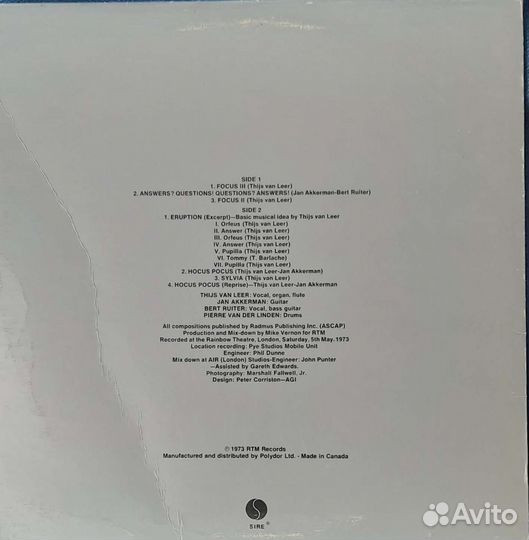 SIDE 1
1. FOCUS III (Thijs van Leer)
2. ANSWERS? QUESTIONS! QUESTIONS? ANSWERS! (Jan Akkerman-Bert Ruiter)
3. FOCUS II (Thijs van Leer)
SIDE 2
1. ERUPTION (Excerpt)—Basic musical idea by Thijs van Leer
I. Orfeus (Thijs van Leer)
II. Answer (Thijs van Leer)
III. Orfeus (Thijs van Leer)
IV. Answer (Thijs van Leer)
V. Pupilla (Thijs van Leer)
VI. Tommy (T. Barlache)
VII. Pupilla (Thijs van Leer)
2. HOCUS POCUS (Thijs van Leer-Jan Akkerman)
3. SYLVIA (Thijs van Leer)
4. HOCUS POCUS (Reprise)—Thijs van Leer-Jan Akkerman
THIJS VAN LEER: Vocal, organ, flute
JAN AKKERMAN: Guitar
BERT RUITER: Vocal, bass guitar
PIERRE VAN DER LINDEN: Drums
All compositions published by Radmus Publishing Inc. (ASCAP)
Production and Mix-down by Mike Vernon for RTM
Recorded at the Rainbow Theatre, London, Saturday, 5th May, 1973
Location recording: Pye Studios Mobile Unit
Engineer: Phil Dunne
Mix down at AIR (London) Studios-Engineer: John Punter
—Assisted by Gareth Edwards.
Photography: Marshall Fallwell, Jr.
Design: Peter Corriston—AGI
℗ 1973 RTM Records
Manufactured and distributed by Polydor Ltd. - Made in Canada
SIRE ®
Avito